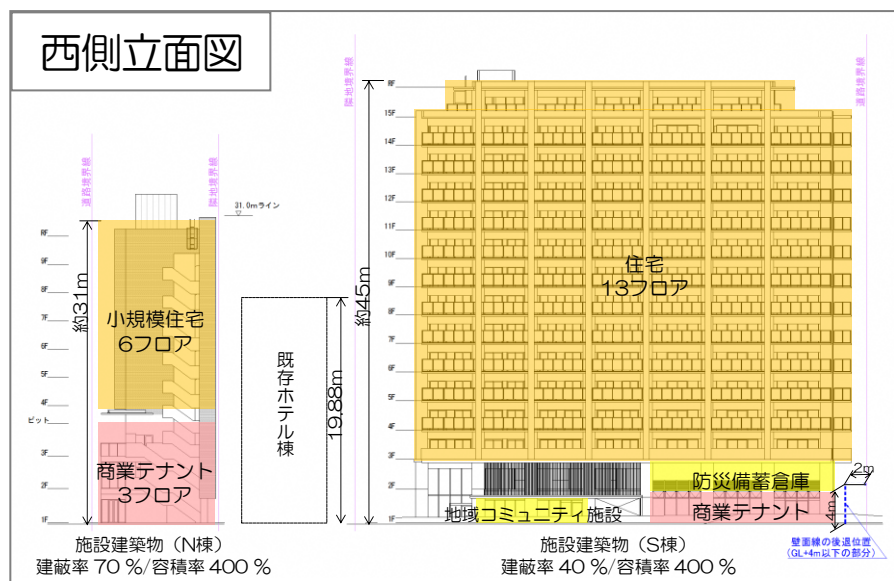 西側立面図
隣地境界線
道路境界線
道路境界線
隣地境界線
31.0mライン
RF
9F
8F
7F
6F
5F
4F
ピット
3F
2F
1F
約31m
小規模住宅
6フロア
商業テナント
3フロア
既存ホテル棟
19.88m
約45m
RF
15F
14F
13F
12F
11F
10F
9F
8F
7F
6F
5F
4F
3F
2F
1F
住宅
13フロア
防災備蓄倉庫
地域コミュニティ施設
商業テナント
2m
4m
壁面線の後退位置
(GL+4m以下の部分)
施設建築物(N棟)
建蔽率 70 %/容積率 400 %
施設建築物(S棟)
建蔽率 40 %/容積率 400 %